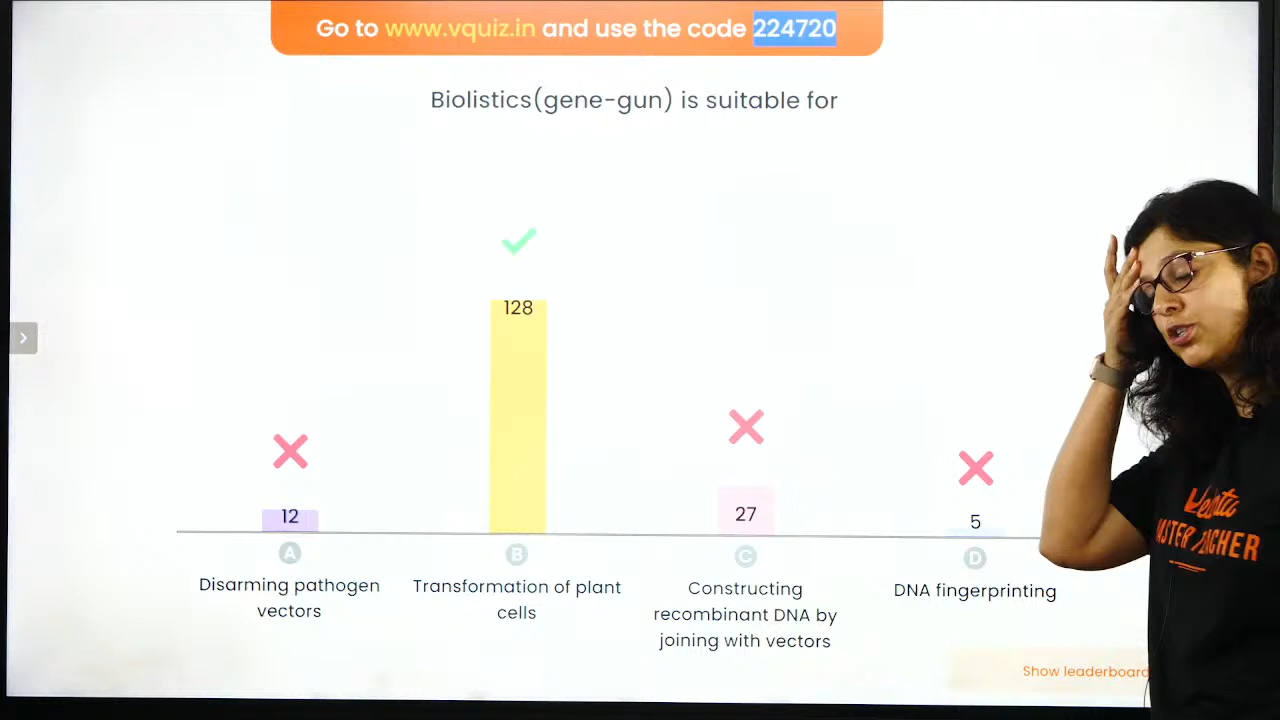 Go to www.vquiz.in and use the code 224720
Biolistics(gene-gun) is suitable for
128
12
27
5
A
B
C
D
Disarming pathogen
vectors
Transformation of plant
cells
Constructing
recombinant DNA by
joining with vectors
DNA fingerprinting
Show leaderboard